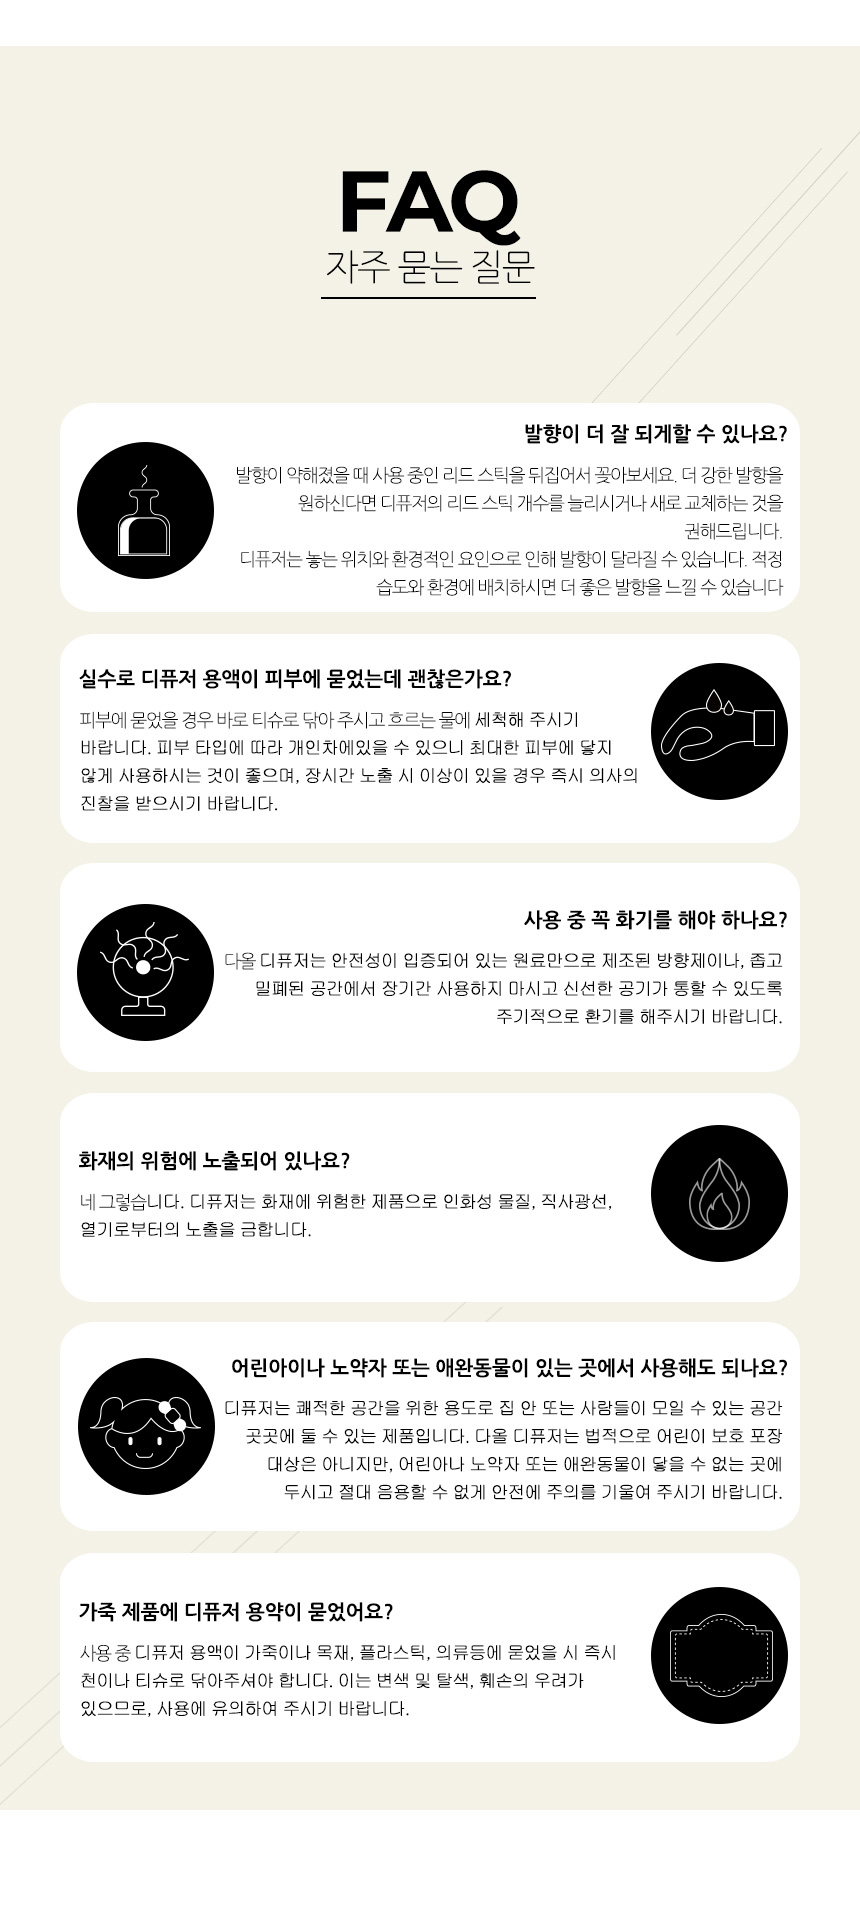 FAQ
자주 묻는 질문
발향이 더 잘 되게할 수 있나요?
발향이 약해졌을 때 사용 중인 리드 스틱을 뒤집어서 꽂아보세요. 더 강한 발향을
원하신다면 디퓨저의 리드 스틱 개수를 늘리시거나 새로 교체하는 것을
권해드립니다.
디퓨저는 놓는 위치와 환경적인 요인으로 인해 발향이 달라질 수 있습니다. 적정
습도와 환경에 배치하시면 더 좋은 발향을 느낄 수 있습니다
실수로 디퓨저 용액이 피부에 묻었는데 괜찮은가요?
피부에 묻었을 경우 바로 티슈로 닦아 주시고 흐르는 물에 세척해 주시기
바랍니다. 피부 타입에 따라 개인차에있을 수 있으니 최대한 피부에 닿지
않게 사용하시는 것이 좋으며, 장시간 노출 시 이상이 있을 경우 즉시 의사의
진찰을 받으시기 바랍니다.
사용 중 꼭 화기를 해야 하나요?
다올 디퓨저는 안전성이 입증되어 있는 원료만으로 제조된 방향제이나, 좁고
밀폐된 공간에서 장기간 사용하지 마시고 신선한 공기가 통할 수 있도록
주기적으로 환기를 해주시기 바랍니다.
화재의 위험에 노출되어 있나요?
네 그렇습니다. 디퓨저는 화재에 위험한 제품으로 인화성 물질, 직사광선,
열기로부터의 노출을 금합니다.
어린아이나 노약자 또는 애완동물이 있는 곳에서 사용해도 되나요?
디퓨저는 쾌적한 공간을 위한 용도로 집 안 또는 사람들이 모일 수 있는 공간
곳곳에 둘 수 있는 제품입니다. 다올 디퓨저는 법적으로 어린이 보호 포장
대상은 아니지만, 어린아나 노약자 또는 애완동물이 닿을 수 없는 곳에
두시고 절대 음용할 수 없게 안전에 주의를 기울여 주시기 바랍니다.
가죽 제품에 디퓨저 용약이 묻었어요?
사용 중 디퓨저 용액이 가죽이나 목재, 플라스틱, 의류등에 묻었을 시 즉시
천이나 티슈로 닦아주셔야 합니다. 이는 변색 및 탈색, 훼손의 우려가
있으므로, 사용에 유의하여 주시기 바랍니다.